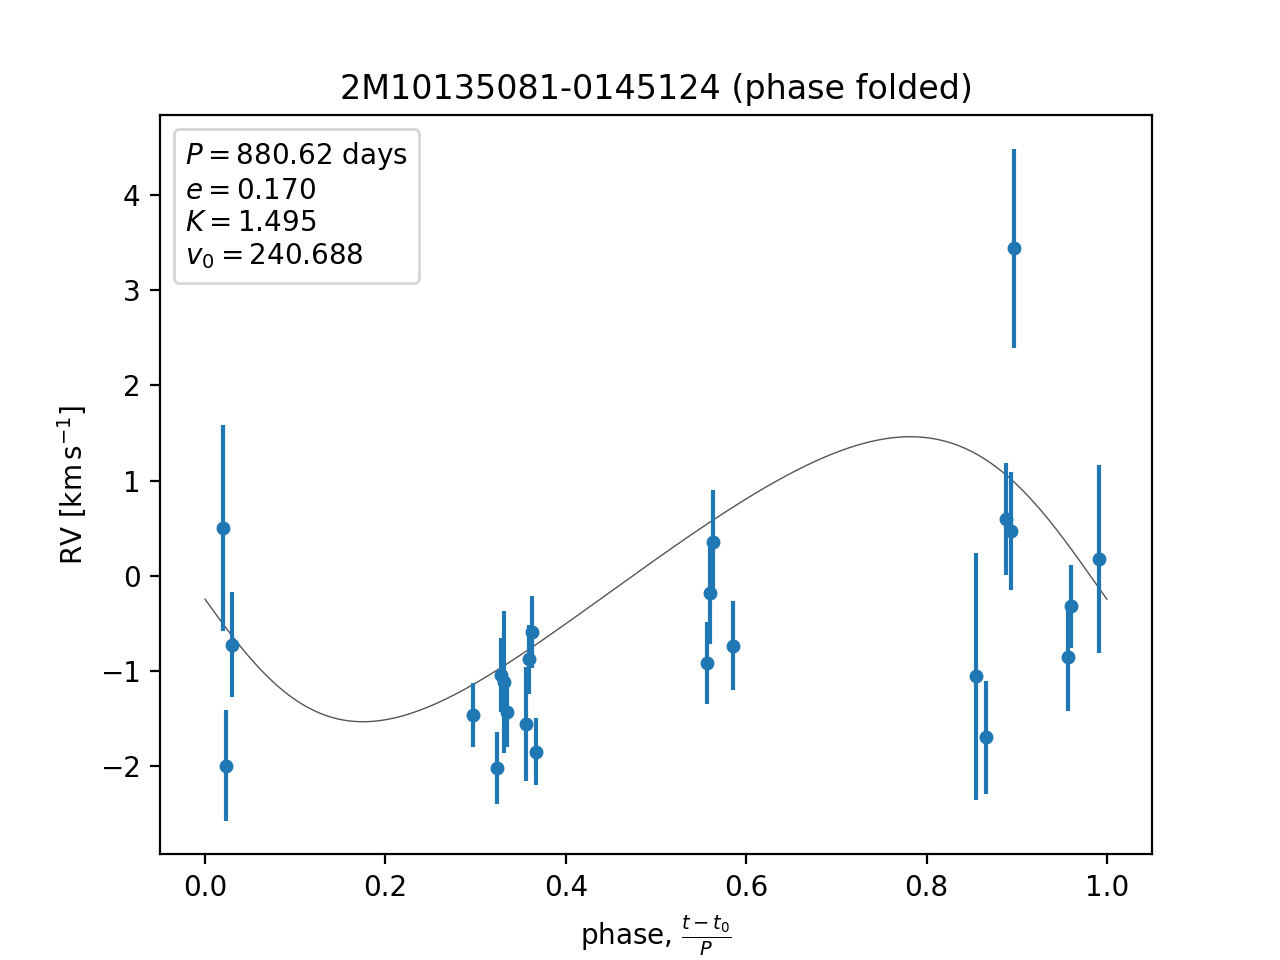 2M10135081-0145124 (phase folded)
P = 880.62 days
e = 0.170
K = 1.495
v₀ = 240.688
4
3
2
1
0
−1
−2
RV [km s⁻¹]
0.0 0.2 0.4 0.6 0.8 1.0
phase, (t − t₀)/P